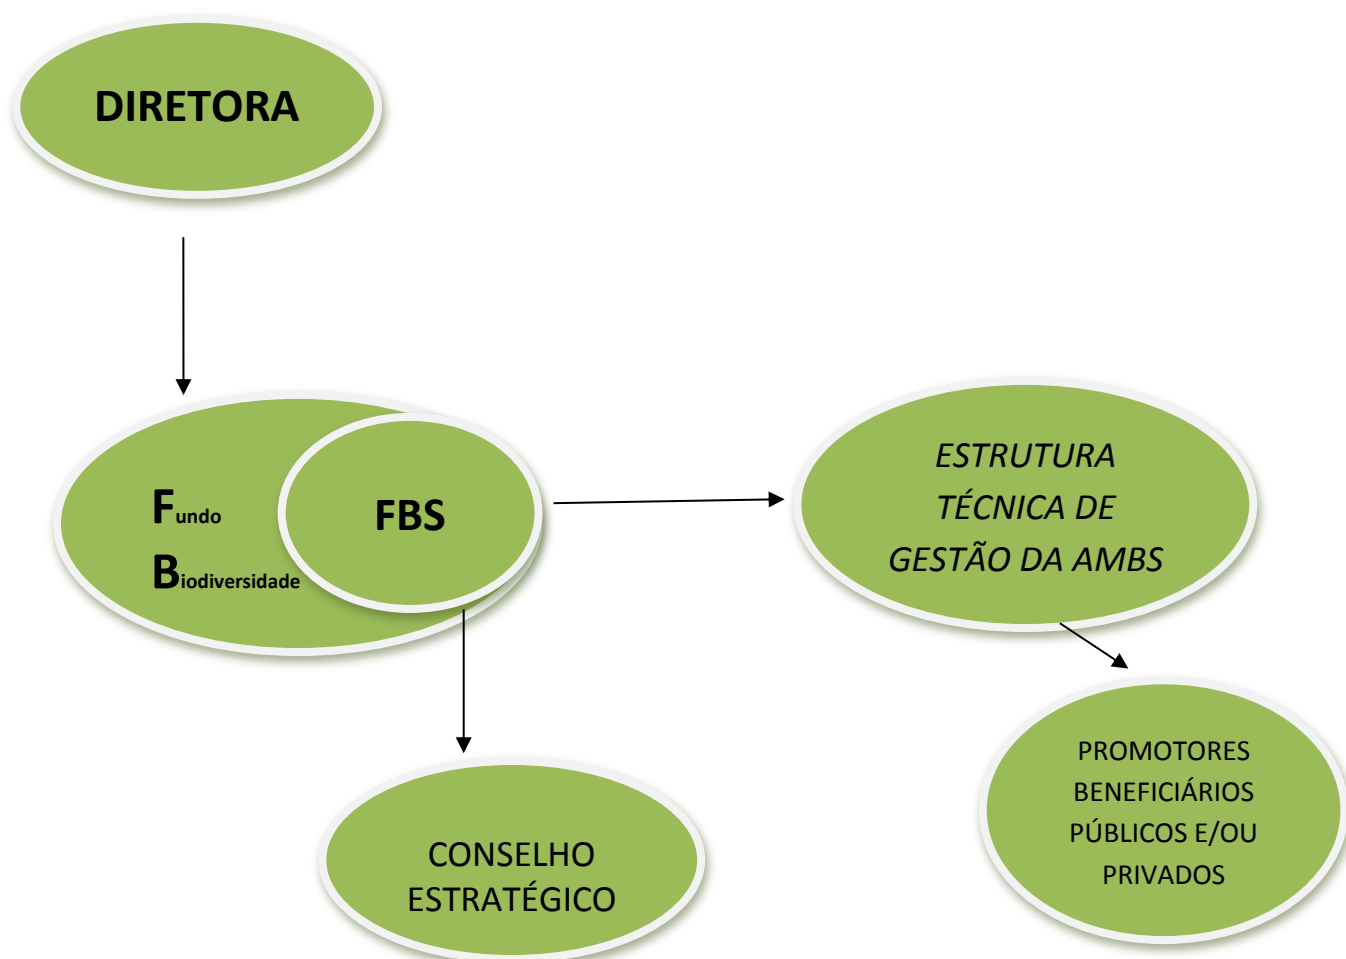 DIRETORA
Fundo
Biodiversidade
FBS
ESTRUTURA
TÉCNICA DE
GESTÃO DA AMBS
PROMOTORES
BENEFICIÁRIOS
PÚBLICOS E/OU
PRIVADOS
CONSELHO
ESTRATÉGICO